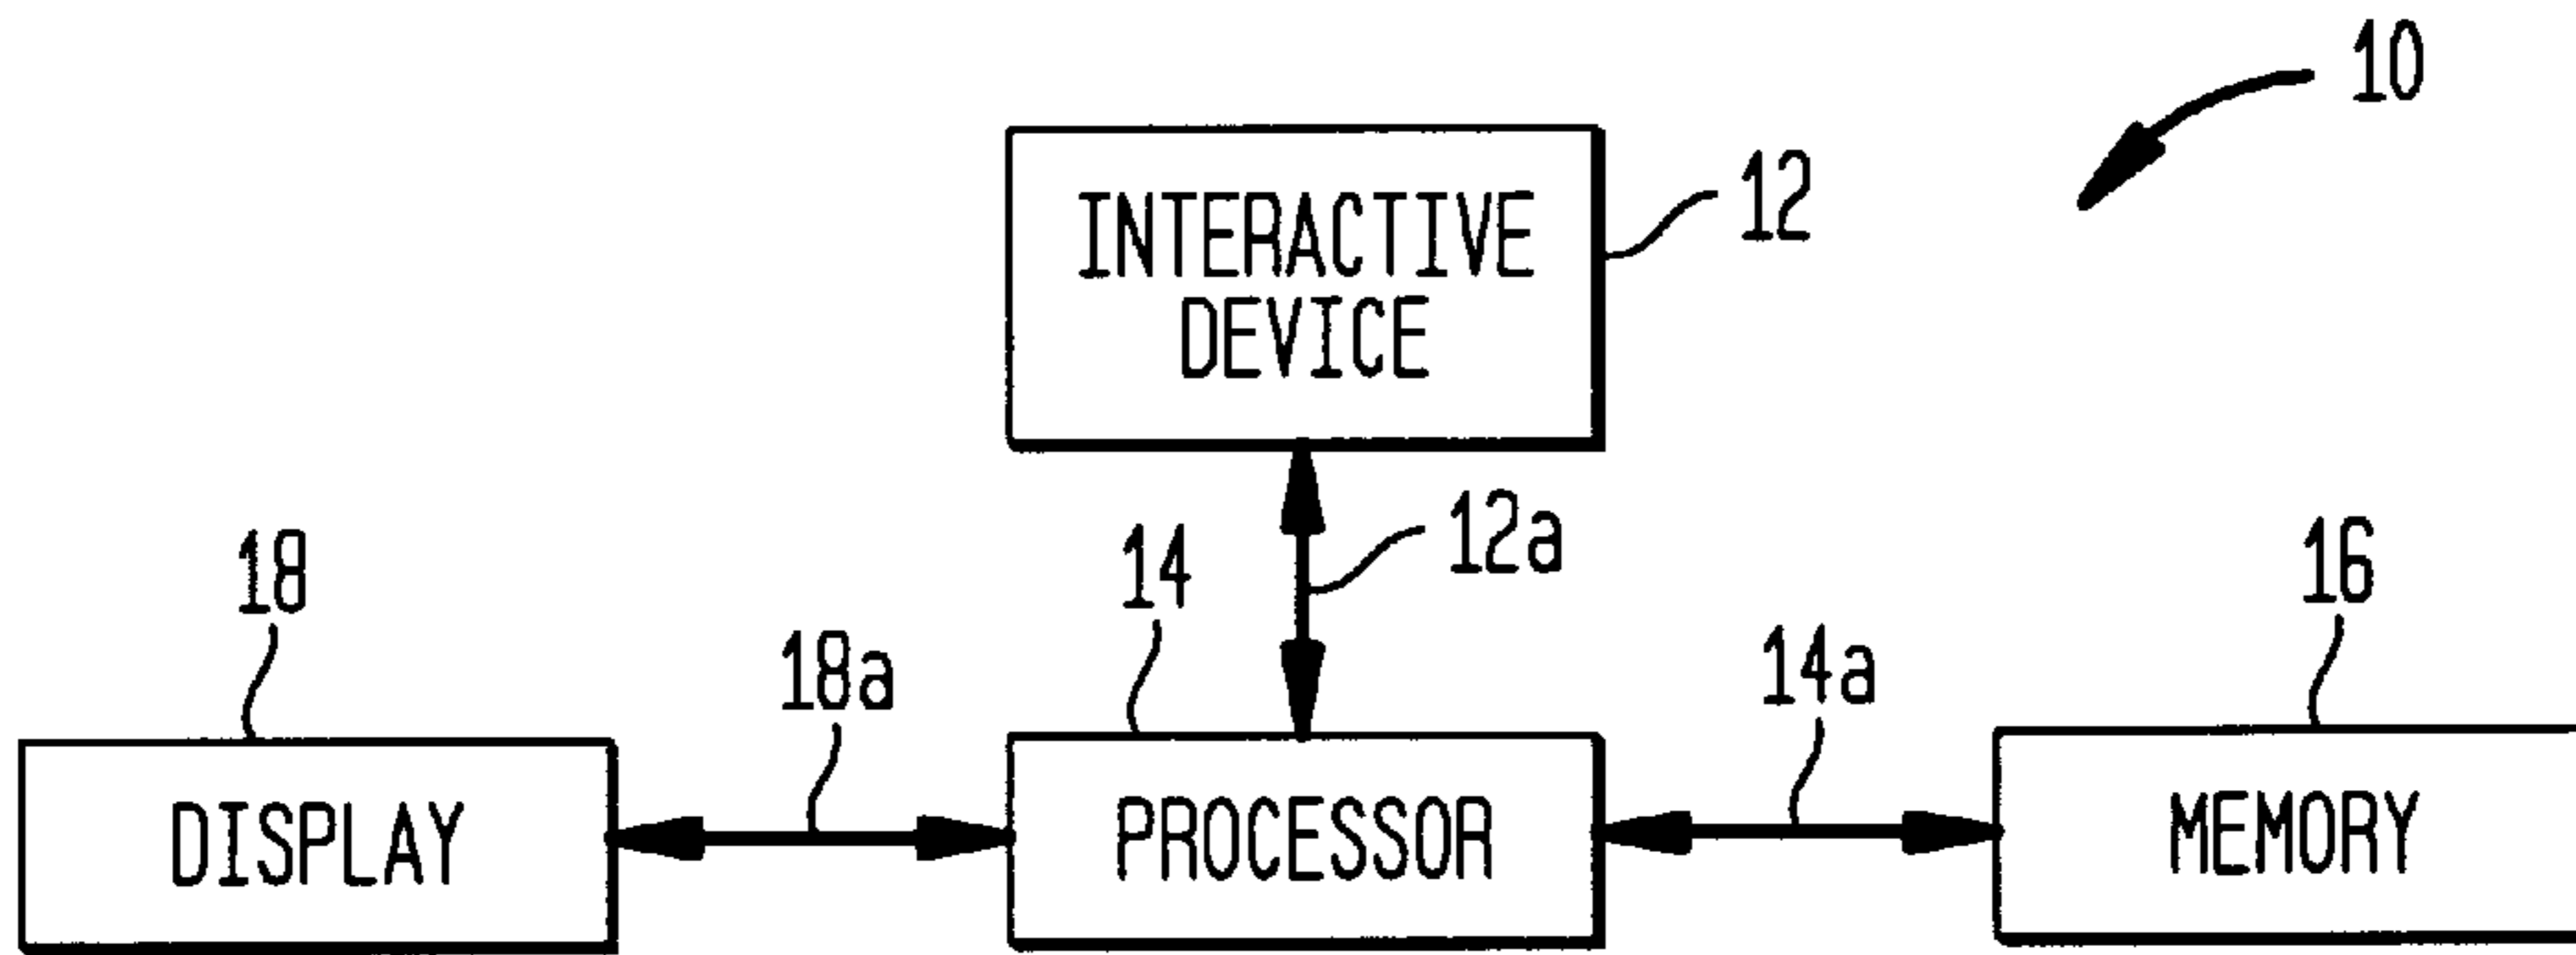 10
INTERACTIVE
DEVICE
12
12a
18
14
16
18a
14a
DISPLAY
PROCESSOR
MEMORY